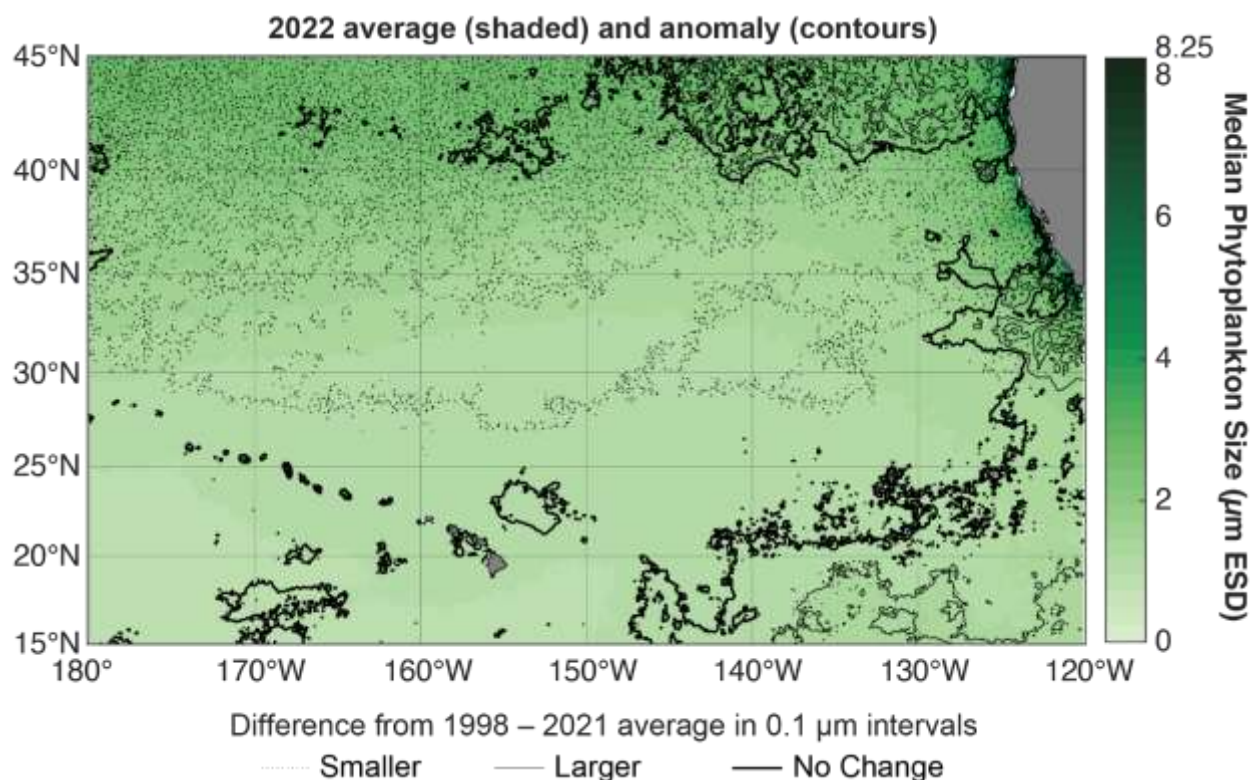 2022 average (shaded) and anomaly (contours)
45°N
40°N
35°N
30°N
25°N
20°N
15°N
180°
170°W
160°W
150°W
140°W
130°W
120°W
8.25
8
6
4
2
0
Median Phytoplankton Size (µm ESD)
Difference from 1998 – 2021 average in 0.1 µm intervals
Smaller Larger No Change